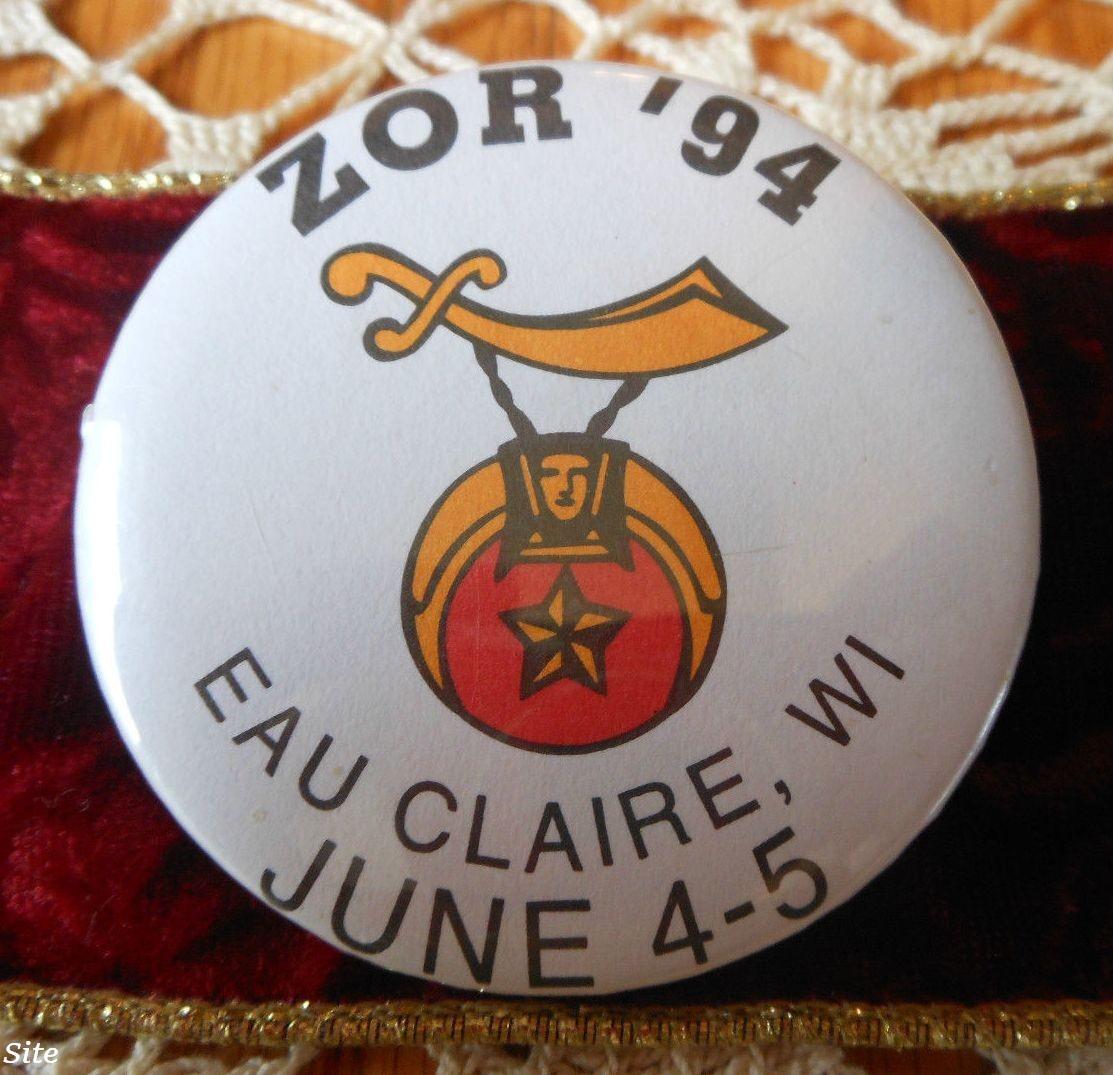 ZOR '94
EAU CLAIRE, WI
JUNE 4-5
Site